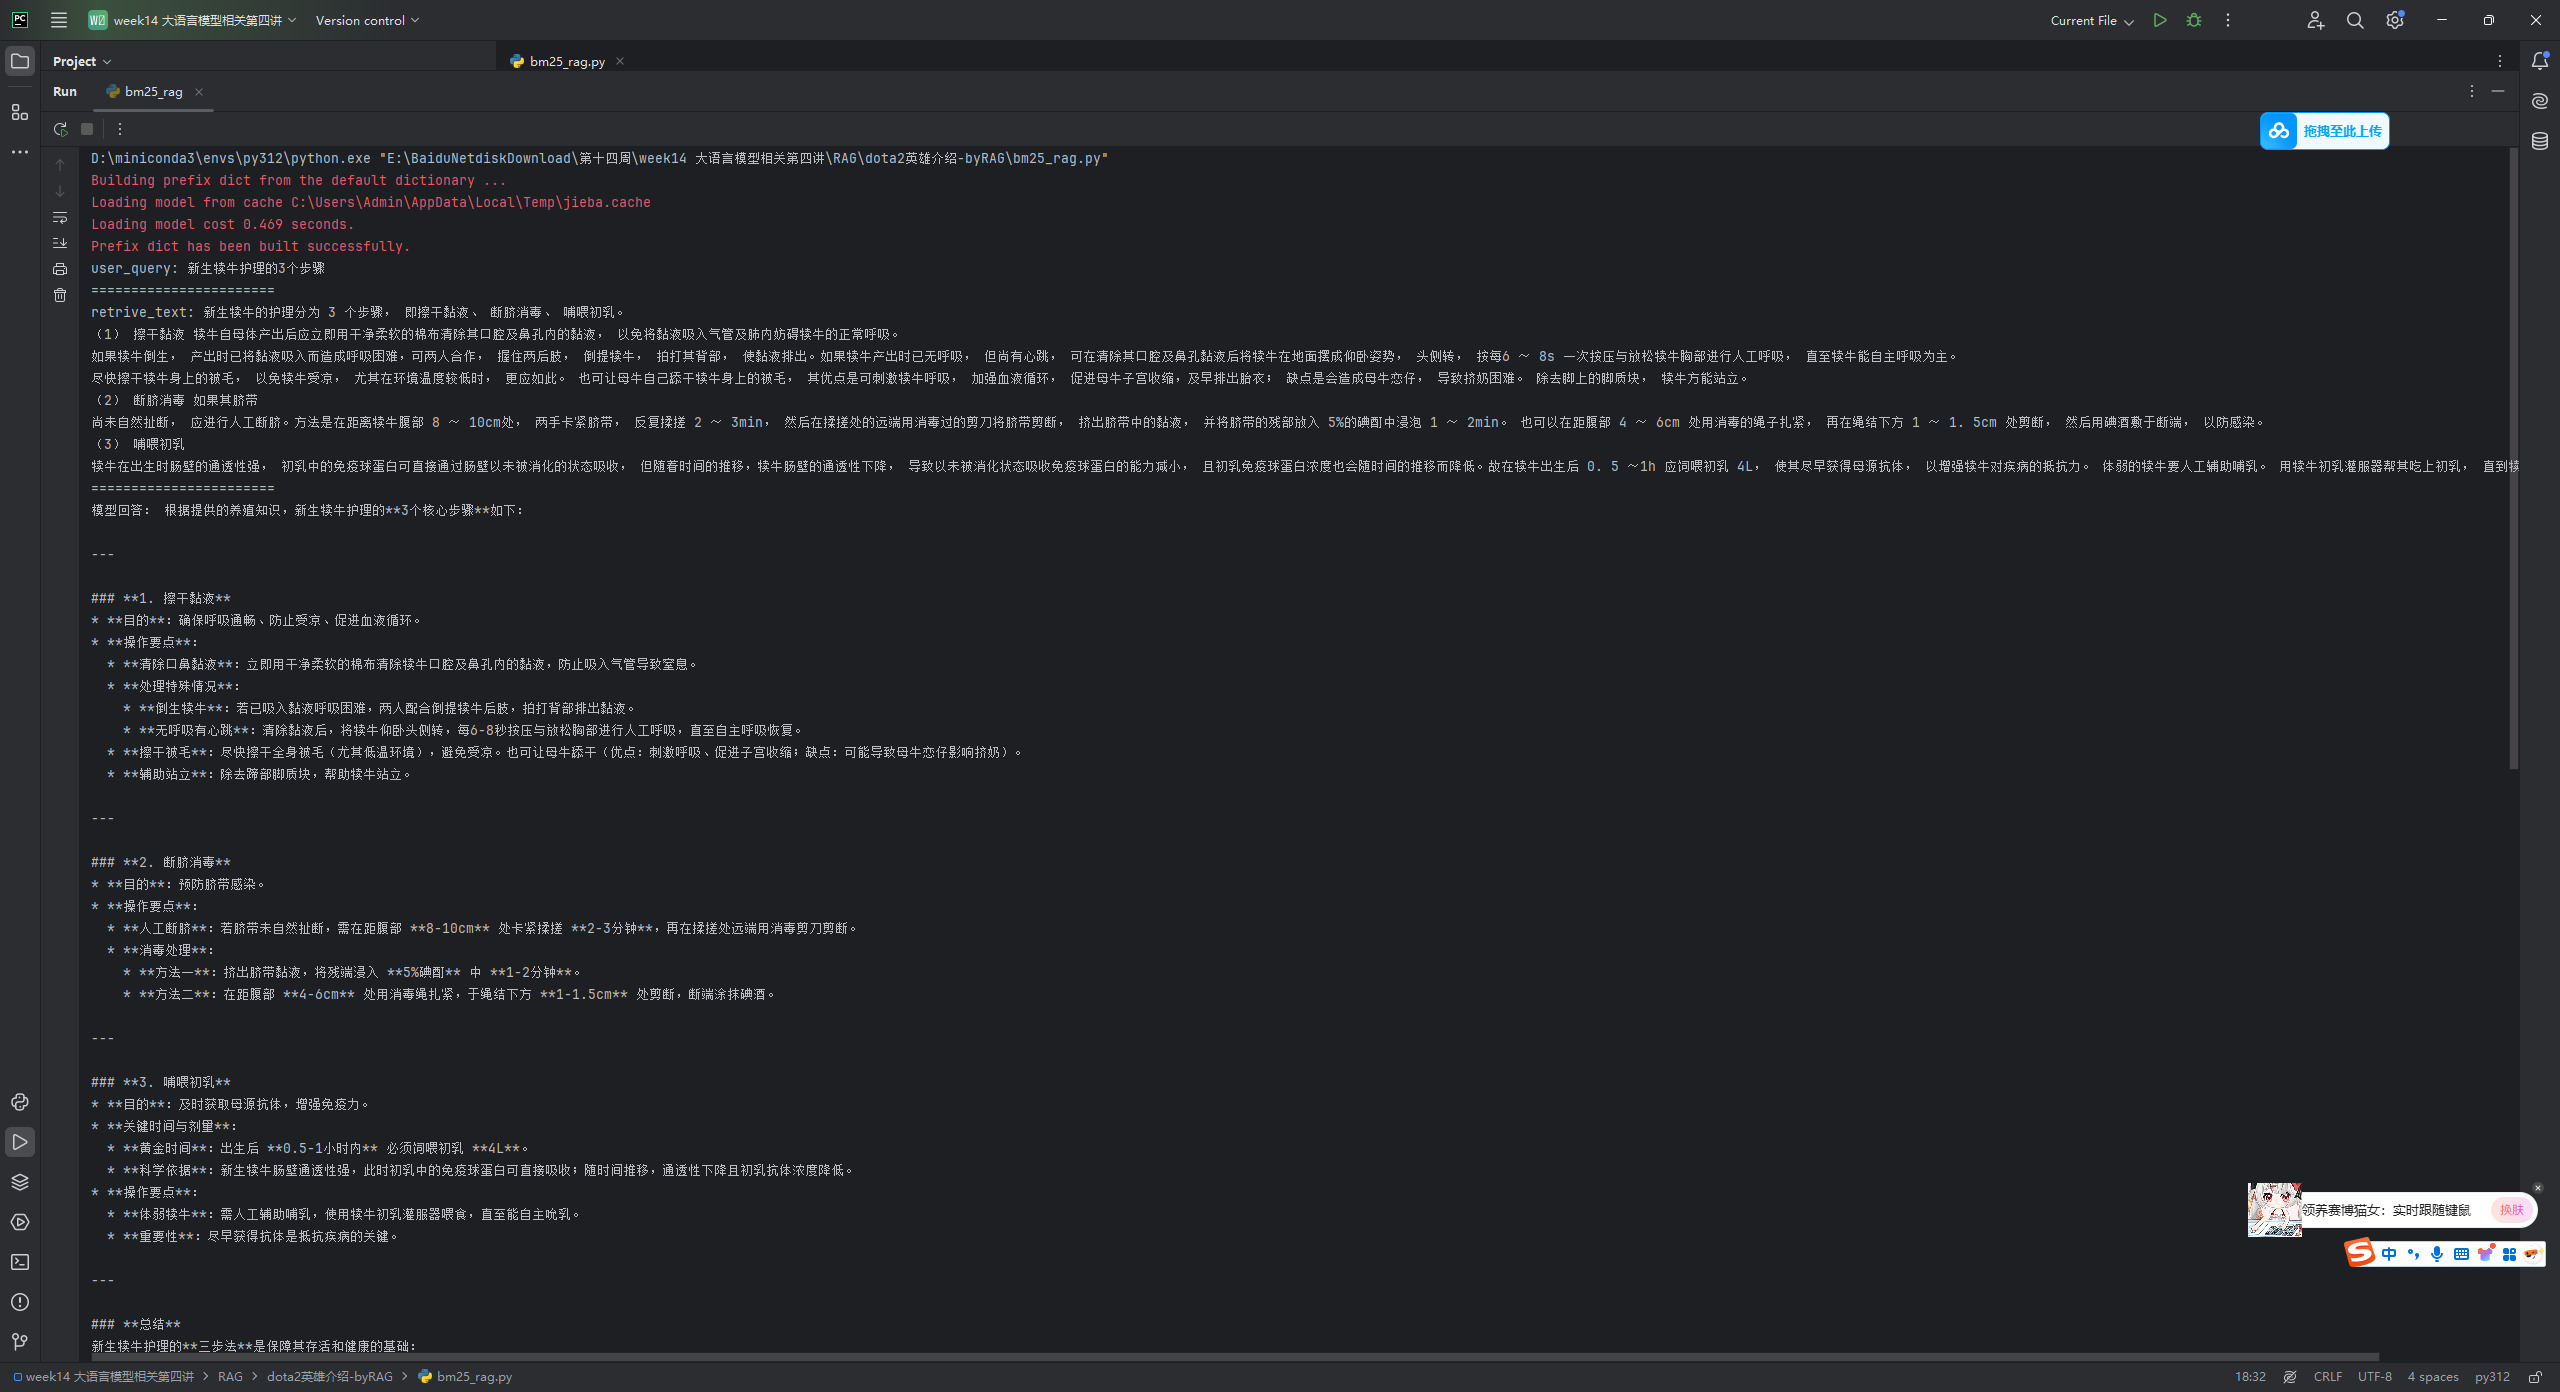 PC
WØ week14 大语言模型相关第四讲
Version control
Current File
Project
bm25_rag.py
Run
bm25_rag
拖拽至此上传
D:\miniconda3\envs\py312\python.exe "E:\BaiduNetdiskDownload\第十四周\week14 大语言模型相关第四讲\RAG\dota2英雄介绍-byRAG\bm25_rag.py"
Building prefix dict from the default dictionary ...
Loading model from cache C:\Users\Admin\AppData\Local\Temp\jieba.cache
Loading model cost 0.469 seconds.
Prefix dict has been built successfully.
user_query: 新生犊牛护理的3个步骤
=======================
retrive_text: 新生犊牛的护理分为 3 个步骤, 即擦干黏液、 断脐消毒、 哺喂初乳。
(1) 擦干黏液 犊牛自母体产出后应立即用干净柔软的棉布清除其口腔及鼻孔内的黏液, 以免将黏液吸入气管及肺内妨碍犊牛的正常呼吸。
如果犊牛倒生, 产出时已将黏液吸入而造成呼吸困难,可两人合作, 握住两后肢, 倒提犊牛, 拍打其背部, 使黏液排出。如果犊牛产出时已无呼吸, 但尚有心跳, 可在清除其口腔及鼻孔黏液后将犊牛在地面摆成仰卧姿势, 头侧转, 按每6 ～ 8s 一次按压与放松犊牛胸部进行人工呼吸, 直至犊牛能自主呼吸为主。
尽快擦干犊牛身上的被毛, 以免犊牛受凉, 尤其在环境温度较低时, 更应如此。 也可让母牛自己舔干犊牛身上的被毛, 其优点是可刺激犊牛呼吸, 加强血液循环, 促进母牛子宫收缩,及早排出胎衣; 缺点是会造成母牛恋仔, 导致挤奶困难。 除去脚上的脚质块, 犊牛方能站立。
(2) 断脐消毒 如果其脐带
尚未自然扯断, 应进行人工断脐。方法是在距离犊牛腹部 8 ～ 10cm处, 两手卡紧脐带, 反复揉搓 2 ～ 3min, 然后在揉搓处的远端用消毒过的剪刀将脐带剪断, 挤出脐带中的黏液, 并将脐带的残部放入 5%的碘酊中浸泡 1 ～ 2min。 也可以在距腹部 4 ～ 6cm 处用消毒的绳子扎紧, 再在绳结下方 1 ～ 1. 5cm 处剪断, 然后用碘酒敷于断端, 以防感染。
(3) 哺喂初乳
犊牛在出生时肠壁的通透性强, 初乳中的免疫球蛋白可直接通过肠壁以未被消化的状态吸收, 但随着时间的推移,犊牛肠壁的通透性下降, 导致以未被消化状态吸收免疫球蛋白的能力减小, 且初乳免疫球蛋白浓度也会随时间的推移而降低。故在犊牛出生后 0. 5 ～1h 应饲喂初乳 4L, 使其尽早获得母源抗体, 以增强犊牛对疾病的抵抗力。 体弱的犊牛要人工辅助哺乳。 用犊牛初乳灌服器帮其吃上初乳, 直到犊
=======================
模型回答: 根据提供的养殖知识,新生犊牛护理的**3个核心步骤**如下:
---
### **1. 擦干黏液**
* **目的**: 确保呼吸通畅、防止受凉、促进血液循环。
* **操作要点**:
* **清除口鼻黏液**: 立即用干净柔软的棉布清除犊牛口腔及鼻孔内的黏液,防止吸入气管导致窒息。
* **处理特殊情况**:
* **倒生犊牛**: 若已吸入黏液呼吸困难,两人配合倒提犊牛后肢,拍打背部排出黏液。
* **无呼吸有心跳**: 清除黏液后,将犊牛仰卧头侧转,每6-8秒按压与放松胸部进行人工呼吸,直至自主呼吸恢复。
* **擦干被毛**: 尽快擦干全身被毛(尤其低温环境),避免受凉。也可让母牛舔干(优点: 刺激呼吸、促进子宫收缩; 缺点: 可能导致母牛恋仔影响挤奶)。
* **辅助站立**: 除去蹄部脚质块,帮助犊牛站立。
---
### **2. 断脐消毒**
* **目的**: 预防脐带感染。
* **操作要点**:
* **人工断脐**: 若脐带未自然扯断,需在距腹部 **8-10cm** 处卡紧揉搓 **2-3分钟**,再在揉搓处远端用消毒剪刀剪断。
* **消毒处理**:
* **方法一**: 挤出脐带黏液,将残端浸入 **5%碘酊** 中 **1-2分钟**。
* **方法二**: 在距腹部 **4-6cm** 处用消毒绳扎紧,于绳结下方 **1-1.5cm** 处剪断,断端涂抹碘酒。
---
### **3. 哺喂初乳**
* **目的**: 及时获取母源抗体,增强免疫力。
* **关键时间与剂量**:
* **黄金时间**: 出生后 **0.5-1小时内** 必须饲喂初乳 **4L**。
* **科学依据**: 新生犊牛肠壁通透性强,此时初乳中的免疫球蛋白可直接吸收;随时间推移,通透性下降且初乳抗体浓度降低。
* **操作要点**:
* **体弱犊牛**: 需人工辅助哺乳,使用犊牛初乳灌服器喂食,直至能自主吮乳。
* **重要性**: 尽早获得抗体是抵抗疾病的关键。
---
### **总结**
新生犊牛护理的**三步法**是保障其存活和健康的基础:
领养赛博猫女: 实时跟随键鼠
换肤
S 中
week14 大语言模型相关第四讲 > RAG > dota2英雄介绍-byRAG > bm25_rag.py
18:32
CRLF
UTF-8
4 spaces
py312